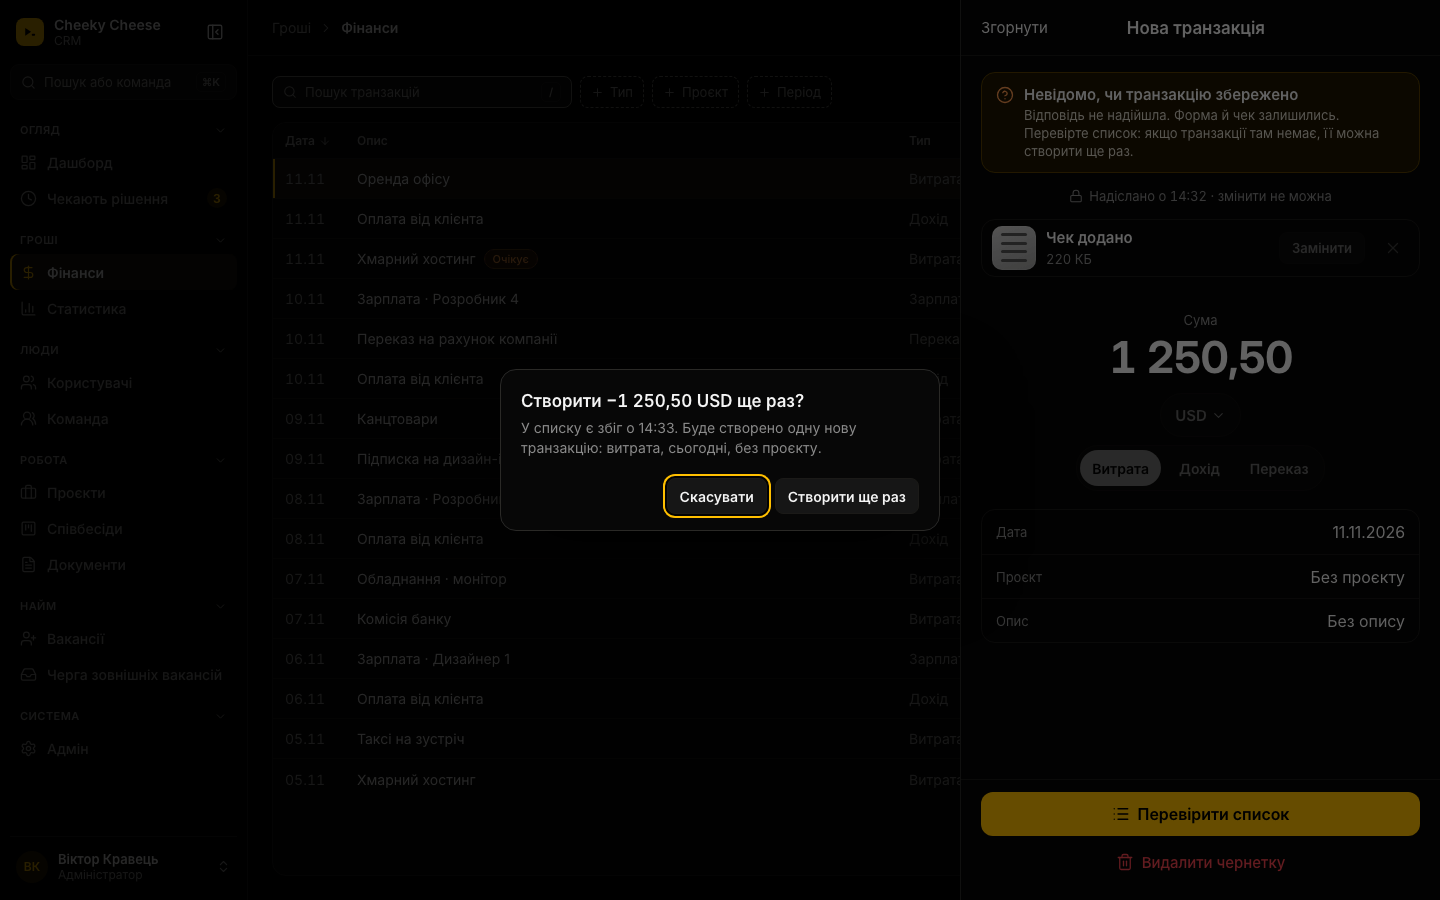 Cheeky Cheese
CRM
Пошук або команда ⌘K
ОГЛЯД
Дашборд
Чекають рішення 3
ГРОШІ
Фінанси
Статистика
ЛЮДИ
Користувачі
Команда
РОБОТА
Проєкти
Співбесіди
Документи
НАЙМ
Вакансії
Черга зовнішніх вакансій
СИСТЕМА
Адмін
ВК
Віктор Кравець
Адміністратор
Гроші > Фінанси
Пошук транзакцій /
+ Тип
+ Проєкт
+ Період
Дата ↓ Опис Тип
11.11 Оренда офісу Витрата
11.11 Оплата від клієнта Дохід
11.11 Хмарний хостинг Очікує Витрата
10.11 Зарплата · Розробник 4 Зарплат
10.11 Переказ на рахунок компанії Перека
10.11 Оплата від клієнта
09.11 Канцтовари
09.11 Підписка на дизайн-
08.11 Зарплата · Розробни
08.11 Оплата від клієнта Дохід
07.11 Обладнання · монітор Витрата
07.11 Комісія банку Витрата
06.11 Зарплата · Дизайнер 1 Зарплат
06.11 Оплата від клієнта Дохід
05.11 Таксі на зустріч Витрата
05.11 Хмарний хостинг Витрата
Створити −1 250,50 USD ще раз?
У списку є збіг о 14:33. Буде створено одну нову
транзакцію: витрата, сьогодні, без проєкту.
Скасувати
Створити ще раз
Згорнути
Нова транзакція
Невідомо, чи транзакцію збережено
Відповідь не надійшла. Форма й чек залишились.
Перевірте список: якщо транзакції там немає, її можна
створити ще раз.
Надіслано о 14:32 · змінити не можна
Чек додано
220 КБ
Замінити
Сума
1 250,50
USD
Витрата
Дохід
Переказ
Дата 11.11.2026
Проєкт Без проєкту
Опис Без опису
Перевірити список
Видалити чернетку